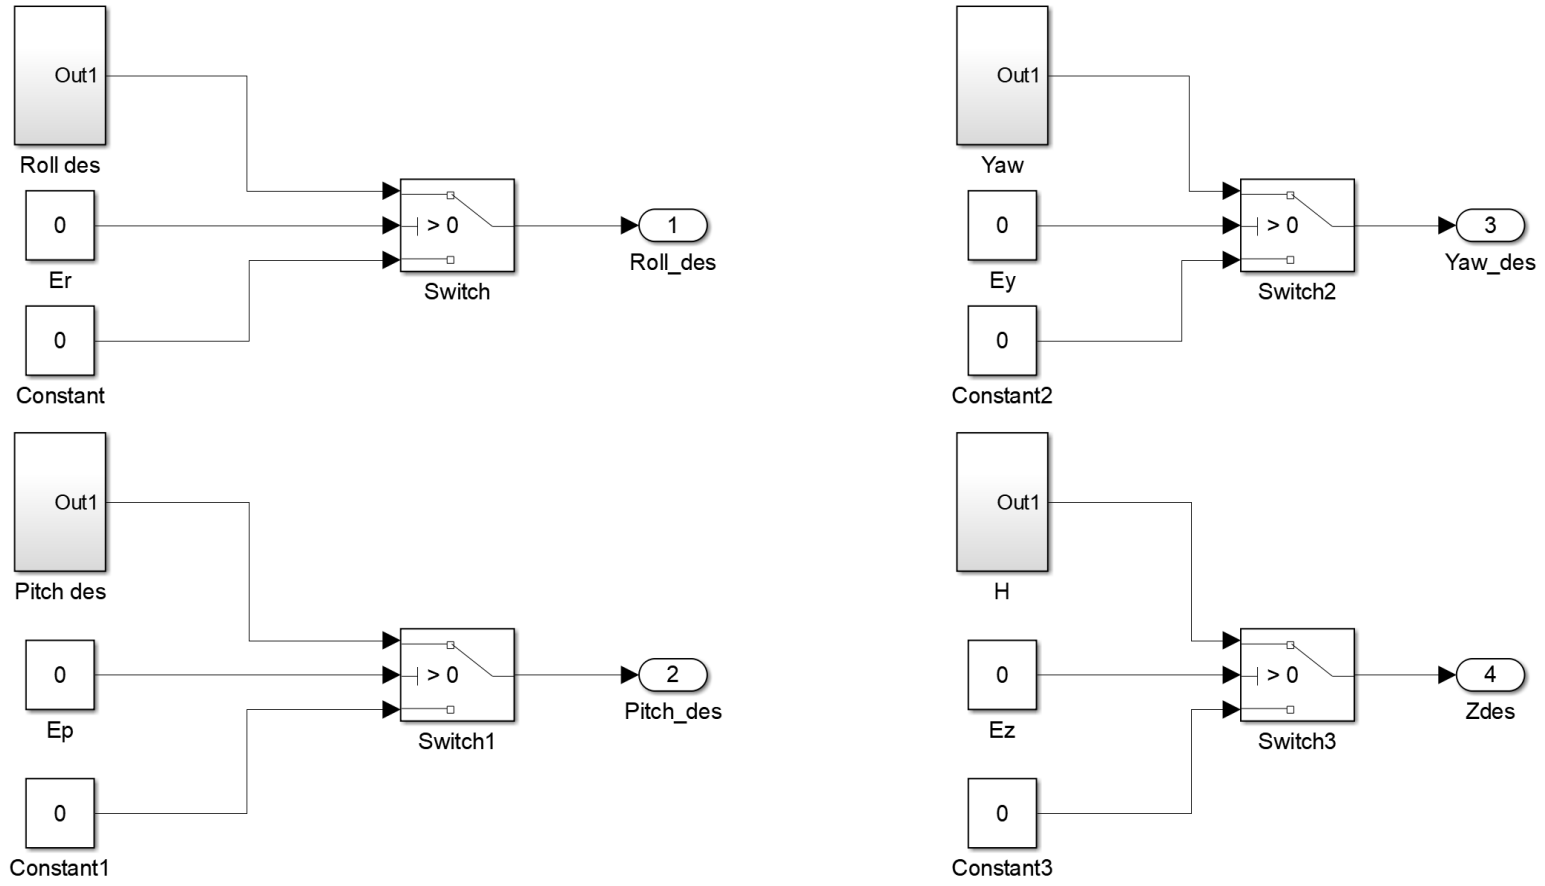 Out1
Roll des
0
Er
0
Constant
> 0
Switch
1
Roll_des
Out1
Yaw
0
Ey
0
Constant2
> 0
Switch2
3
Yaw_des
Out1
Pitch des
0
Ep
0
Constant1
> 0
Switch1
2
Pitch_des
Out1
H
0
Ez
0
Constant3
> 0
Switch3
4
Zdes